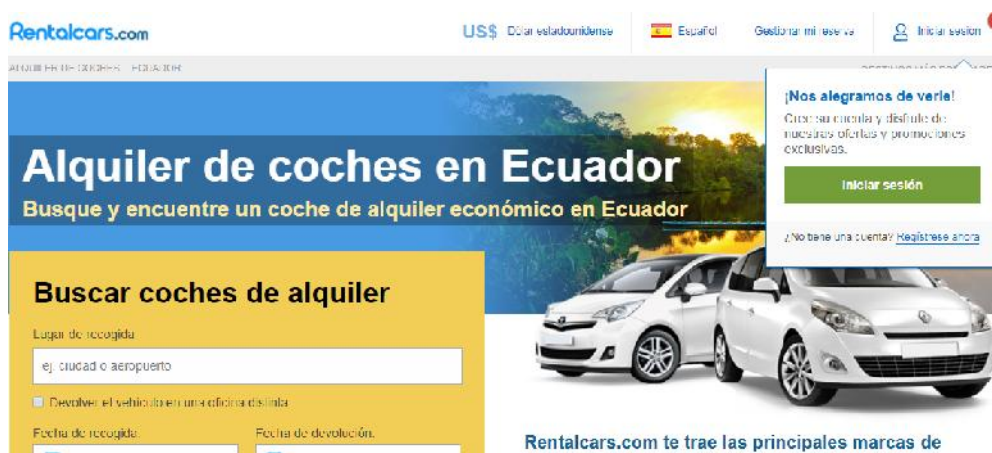 Rentalcars.com
US$ Dólar estadounidense Español Gestionar mi reserva Iniciar sesión
ALQUILER DE COCHES ECUADOR
¡Nos alegramos de verle!
Cree su cuenta y disfrute de
nuestras ofertas y promociones
exclusivas.
Iniciar sesión
¿No tiene una cuenta? Regístrese ahora
Alquiler de coches en Ecuador
Busque y encuentre un coche de alquiler económico en Ecuador
Buscar coches de alquiler
Lugar de recogida
ej. ciudad o aeropuerto
Devolver el vehículo en una oficina distinta
Fecha de recogida: Fecha de devolución:
Rentalcars.com te trae las principales marcas de